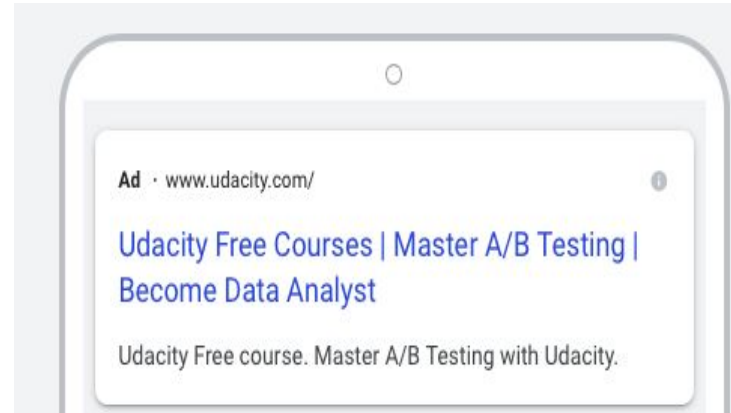 Ad · www.udacity.com/
Udacity Free Courses | Master A/B Testing |
Become Data Analyst
Udacity Free course. Master A/B Testing with Udacity.